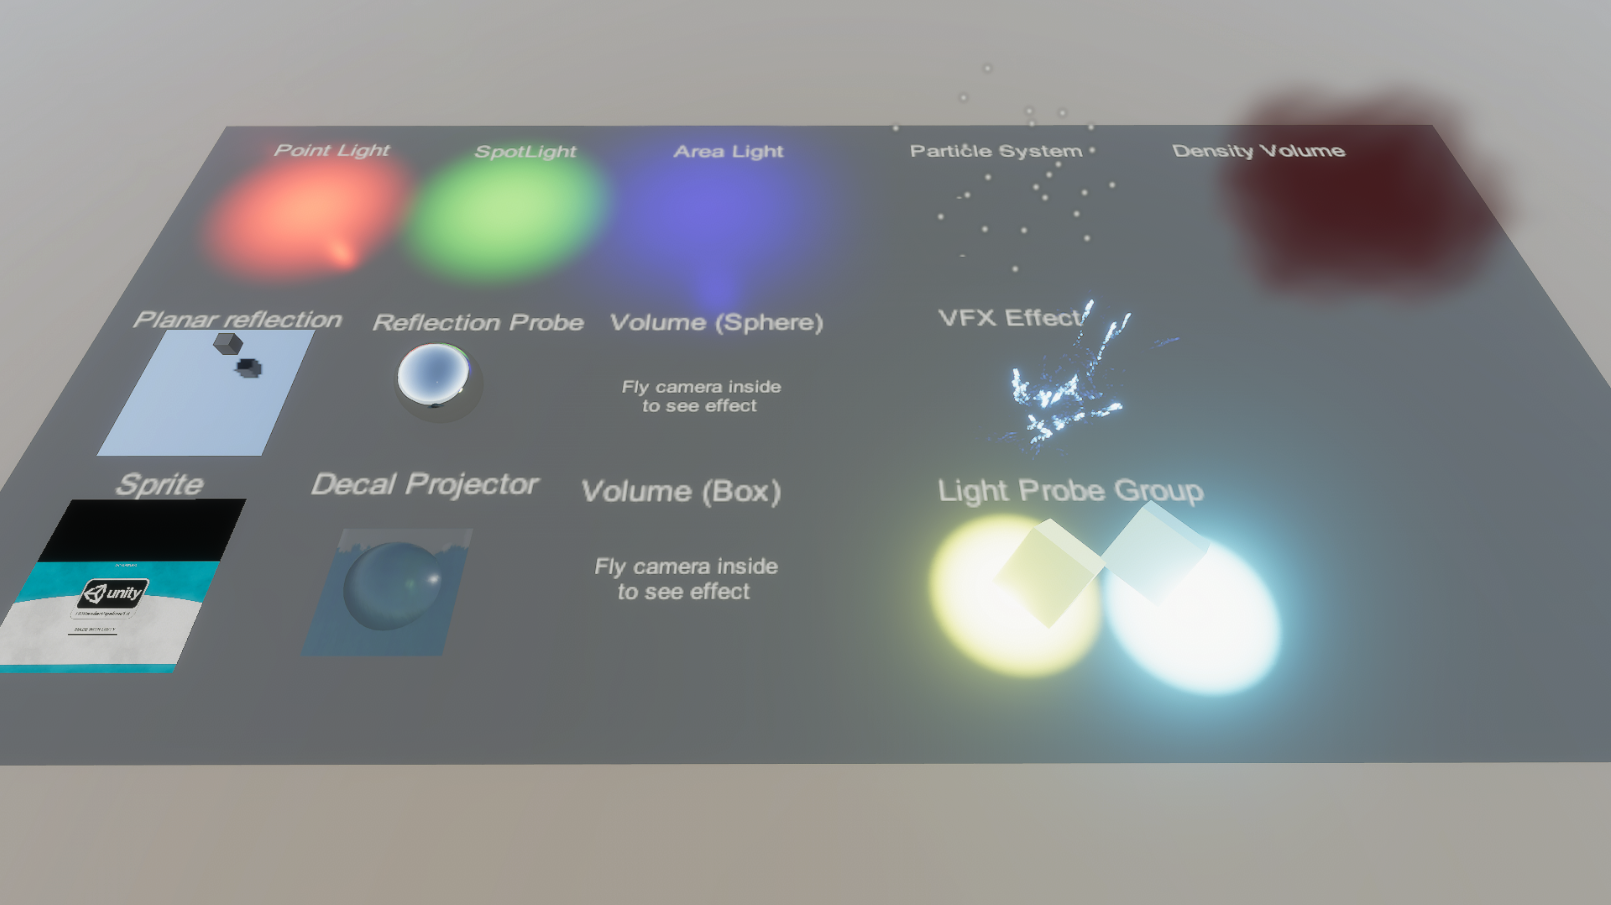 Point Light
SpotLight
Area Light
Particle System
Density Volume
Planar reflection
Reflection Probe
Volume (Sphere)
VFX Effect
Fly camera inside
to see effect
Sprite
Decal Projector
Volume (Box)
Light Probe Group
unity
Fly camera inside
to see effect